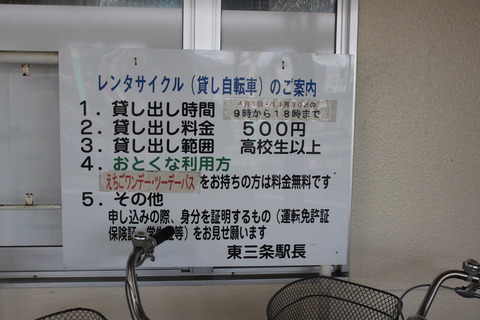 レンタサイクル（貸し自転車）のご案内
1．貸し出し時間 4月1日～11月30日の
9時から18時まで
2．貸し出し料金 500円
3．貸し出し範囲 高校生以上
4．おとくな利用方
えちごワンデー・ツーデーパスをお持ちの方は料金無料です
5．その他
申し込みの際、身分を証明するもの（運転免許証
保険証 学生証等）をお見せ願います
東三条駅長